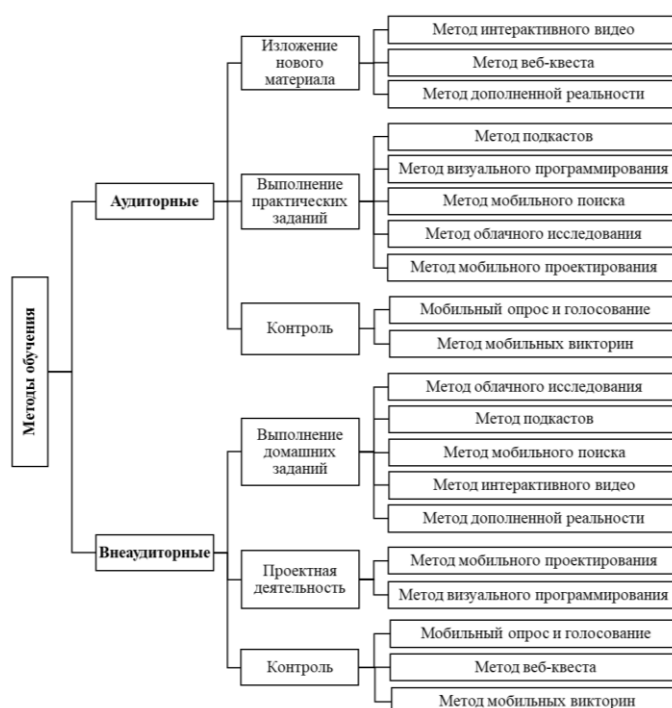 Методы обучения
Аудиторные
Изложение
нового
материала
Метод интерактивного видео
Метод веб-квеста
Метод дополненной реальности
Выполнение
практических
заданий
Метод подкастов
Метод визуального программирования
Метод мобильного поиска
Метод облачного исследования
Метод мобильного проектирования
Контроль
Мобильный опрос и голосование
Метод мобильных викторин
Внеаудиторные
Выполнение
домашних
заданий
Метод облачного исследования
Метод подкастов
Метод мобильного поиска
Метод интерактивного видео
Метод дополненной реальности
Проектная
деятельность
Метод мобильного проектирования
Метод визуального программирования
Контроль
Мобильный опрос и голосование
Метод веб-квеста
Метод мобильных викторин